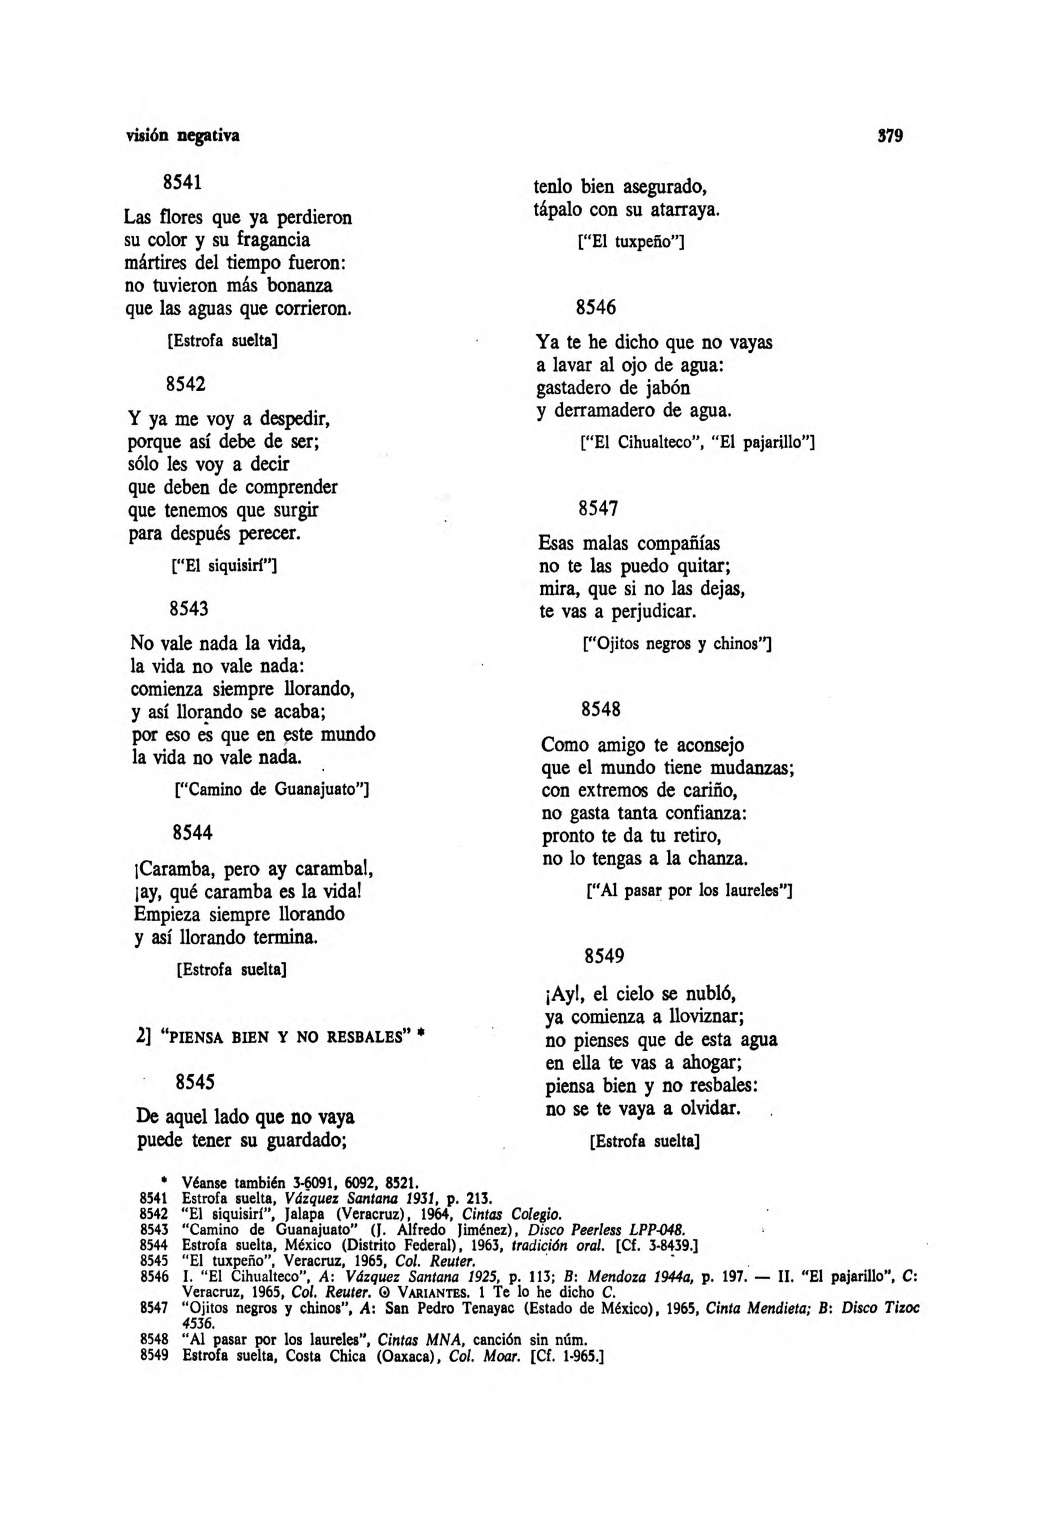 visión negativa
379
8541
Las flores que ya perdieron
su color y su fragancia
mártires del tiempo fueron:
no tuvieron más bonanza
que las aguas que corrieron.
[Estrofa suelta]
8542
Y ya me voy a despedir,
porque así debe de ser;
sólo les voy a decir
que deben de comprender
que tenemos que surgir
para después perecer.
["El siquisirí"]
8543
No vale nada la vida,
la vida no vale nada:
comienza siempre llorando,
y así llorando se acaba;
por eso es que en este mundo
la vida no vale nada.
["Camino de Guanajuato"]
8544
¡Caramba, pero ay caramba!,
¡ay, qué caramba es la vida!
Empieza siempre llorando
y así llorando termina.
[Estrofa suelta]
2] "PIENSA BIEN Y NO RESBALES" *
8545
De aquel lado que no vaya
puede tener su guardado;
tenlo bien asegurado,
tápalo con su atarraya.
["El tuxpeño"]
8546
Ya te he dicho que no vayas
a lavar al ojo de agua:
gastadero de jabón
y derramadero de agua.
["El Cihualteco", "El pajarillo"]
8547
Esas malas compañías
no te las puedo quitar;
mira, que si no las dejas,
te vas a perjudicar.
["Ojitos negros y chinos"]
8548
Como amigo te aconsejo
que el mundo tiene mudanzas;
con extremos de cariño,
no gasta tanta confianza:
pronto te da tu retiro,
no lo tengas a la chanza.
["Al pasar por los laureles"]
8549
¡Ay!, el cielo se nubló,
ya comienza a lloviznar;
no pienses que de esta agua
en ella te vas a ahogar;
piensa bien y no resbales:
no se te vaya a olvidar.
[Estrofa suelta]
* Véanse también 3-6091, 6092, 8521.
8541 Estrofa suelta, Vázquez Santana 1931, p. 213.
8542 "El siquisirí", Jalapa (Veracruz), 1964, Cintas Colegio.
8543 "Camino de Guanajuato" (J. Alfredo Jiménez), Disco Peerless LPP-048.
8544 Estrofa suelta, México (Distrito Federal), 1963, tradición oral. [Cf. 3-8439.]
8545 "El tuxpeño", Veracruz, 1965, Col. Reuter.
8546 I. "El Cihualteco", A: Vázquez Santana 1925, p. 113; B: Mendoza 1944a, p. 197. — II. "El pajarillo", C:
Veracruz, 1965, Col. Reuter. ⊙ VARIANTES. 1 Te lo he dicho C.
8547 "Ojitos negros y chinos", A: San Pedro Tenayac (Estado de México), 1965, Cinta Mendieta; B: Disco Tizoc
4536.
8548 "Al pasar por los laureles", Cintas MNA, canción sin núm.
8549 Estrofa suelta, Costa Chica (Oaxaca), Col. Moar. [Cf. 1-965.]